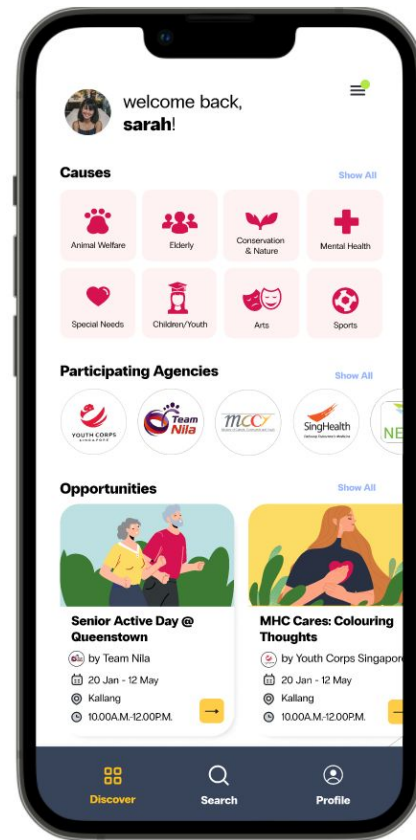 welcome back,
sarah!
Causes
Show All
Animal Welfare
Elderly
Conservation
& Nature
Mental Health
Special Needs
Children/Youth
Arts
Sports
Participating Agencies
Show All
YOUTH CORPS
SINGAPORE
Team
Nila
mccy
SingHealth
NE
Opportunities
Show All
Senior Active Day @
Queenstown
by Team Nila
20 Jan - 12 May
Kallang
10.00A.M.-12.00P.M.
MHC Cares: Colouring
Thoughts
by Youth Corps Singapor
20 Jan - 12 May
Kallang
10.00A.M.-12.00P.M.
Discover
Search
Profile